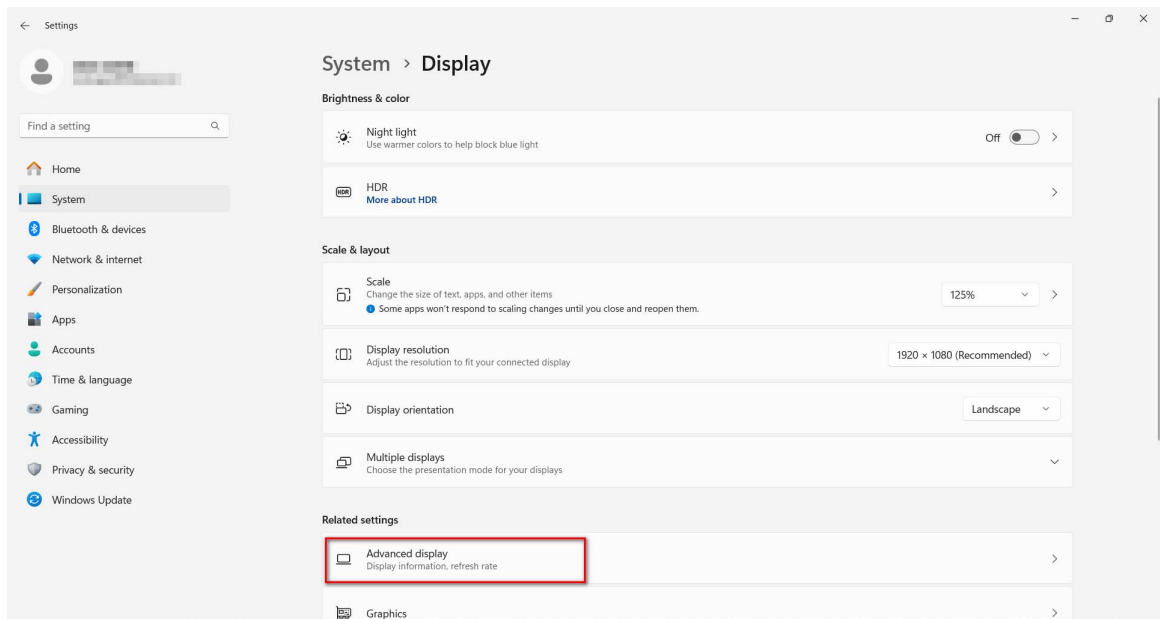 Settings
System > Display
Brightness & color
Find a setting
Night light
Use warmer colors to help block blue light
Off
HDR
HDR
More about HDR
Home
System
Bluetooth & devices
Network & internet
Personalization
Apps
Accounts
Time & language
Gaming
Accessibility
Privacy & security
Windows Update
Scale & layout
Scale
Change the size of text, apps, and other items
Some apps won't respond to scaling changes until you close and reopen them.
125%
Display resolution
Adjust the resolution to fit your connected display
1920 × 1080 (Recommended)
Display orientation
Landscape
Multiple displays
Choose the presentation mode for your displays
Related settings
Advanced display
Display information, refresh rate
Graphics